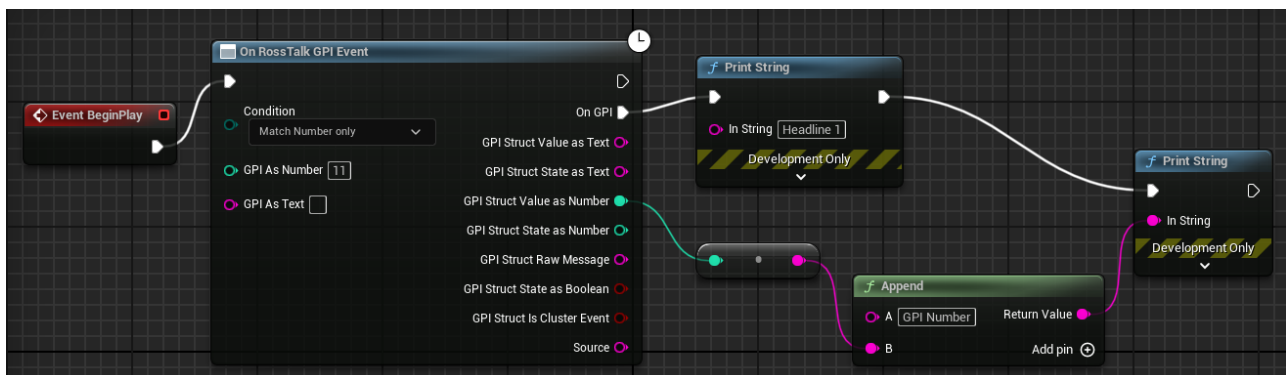 Event BeginPlay
On RossTalk GPI Event
Condition
Match Number only
GPI As Number 11
GPI As Text
On GPI
GPI Struct Value as Text
GPI Struct State as Text
GPI Struct Value as Number
GPI Struct State as Number
GPI Struct Raw Message
GPI Struct State as Boolean
GPI Struct Is Cluster Event
Source
f Print String
In String Headline 1
Development Only
f Append
A GPI Number
Return Value
B
Add pin
f Print String
In String
Development Only